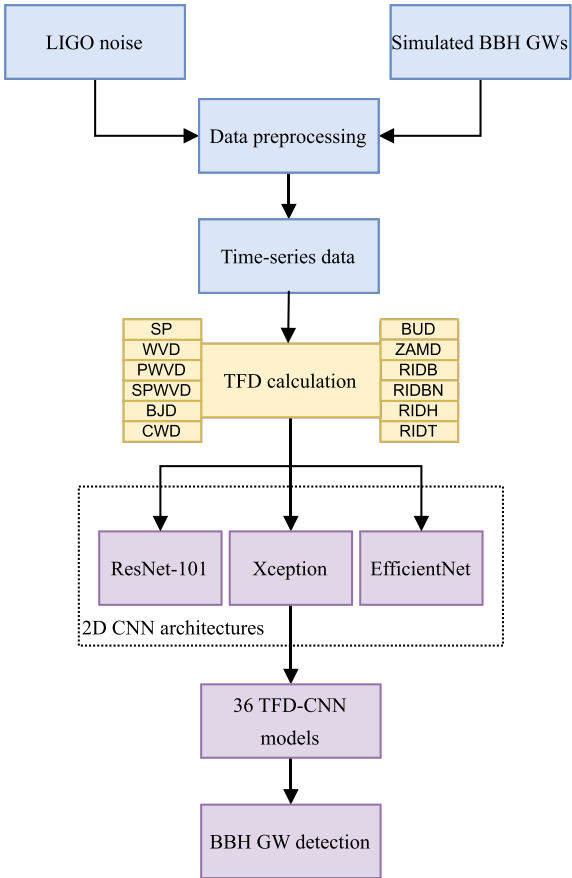 LIGO noise
Simulated BBH GWs
Data preprocessing
Time-series data
SP
WVD
PWVD
SPWVD
BJD
CWD
TFD calculation
BUD
ZAMD
RIDB
RIDBN
RIDH
RIDT
ResNet-101
Xception
EfficientNet
2D CNN architectures
36 TFD-CNN
models
BBH GW detection